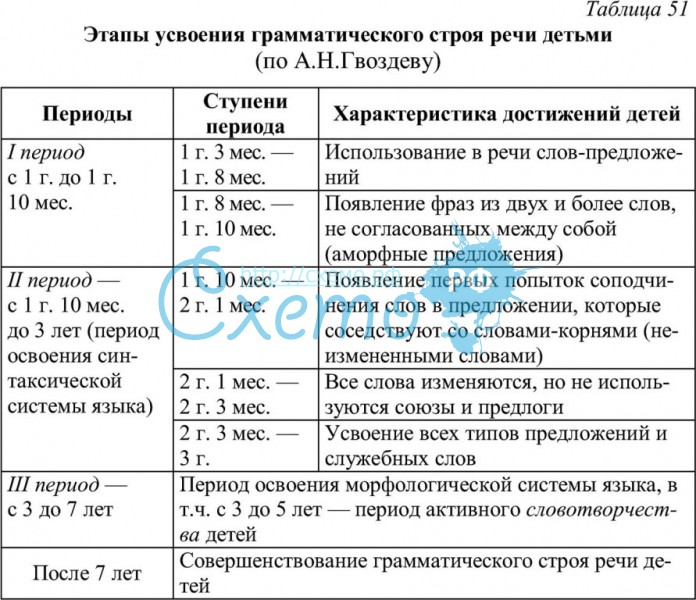 Таблица 51
Этапы усвоения грамматического строя речи детьми
(по А.Н.Гвоздеву)
Периоды
Ступени
периода
Характеристика достижений детей
I период
с 1 г. до 1 г.
10 мес.
1 г. 3 мес. —
1 г. 8 мес.
Использование в речи слов-предложе-
ний
1 г. 8 мес. —
1 г. 10 мес.
Появление фраз из двух и более слов,
не согласованных между собой
(аморфные предложения)
II период —
с 1 г. 10 мес.
до 3 лет (период
освоения син-
таксической
системы языка)
1 г. 10 мес. —
2 г. 1 мес.
Появление первых попыток соподчи-
нения слов в предложении, которые
соседствуют со словами-корнями (не-
измененными словами)
2 г. 1 мес. —
2 г. 3 мес.
Все слова изменяются, но не исполь-
зуются союзы и предлоги
2 г. 3 мес. —
3 г.
Усвоение всех типов предложений и
служебных слов
III период —
с 3 до 7 лет
Период освоения морфологической системы языка, в
т.ч. с 3 до 5 лет — период активного словотворчест-
ва детей
После 7 лет
Совершенствование грамматического строя речи де-
тей
http://схемо.рф
Схемо
РФ